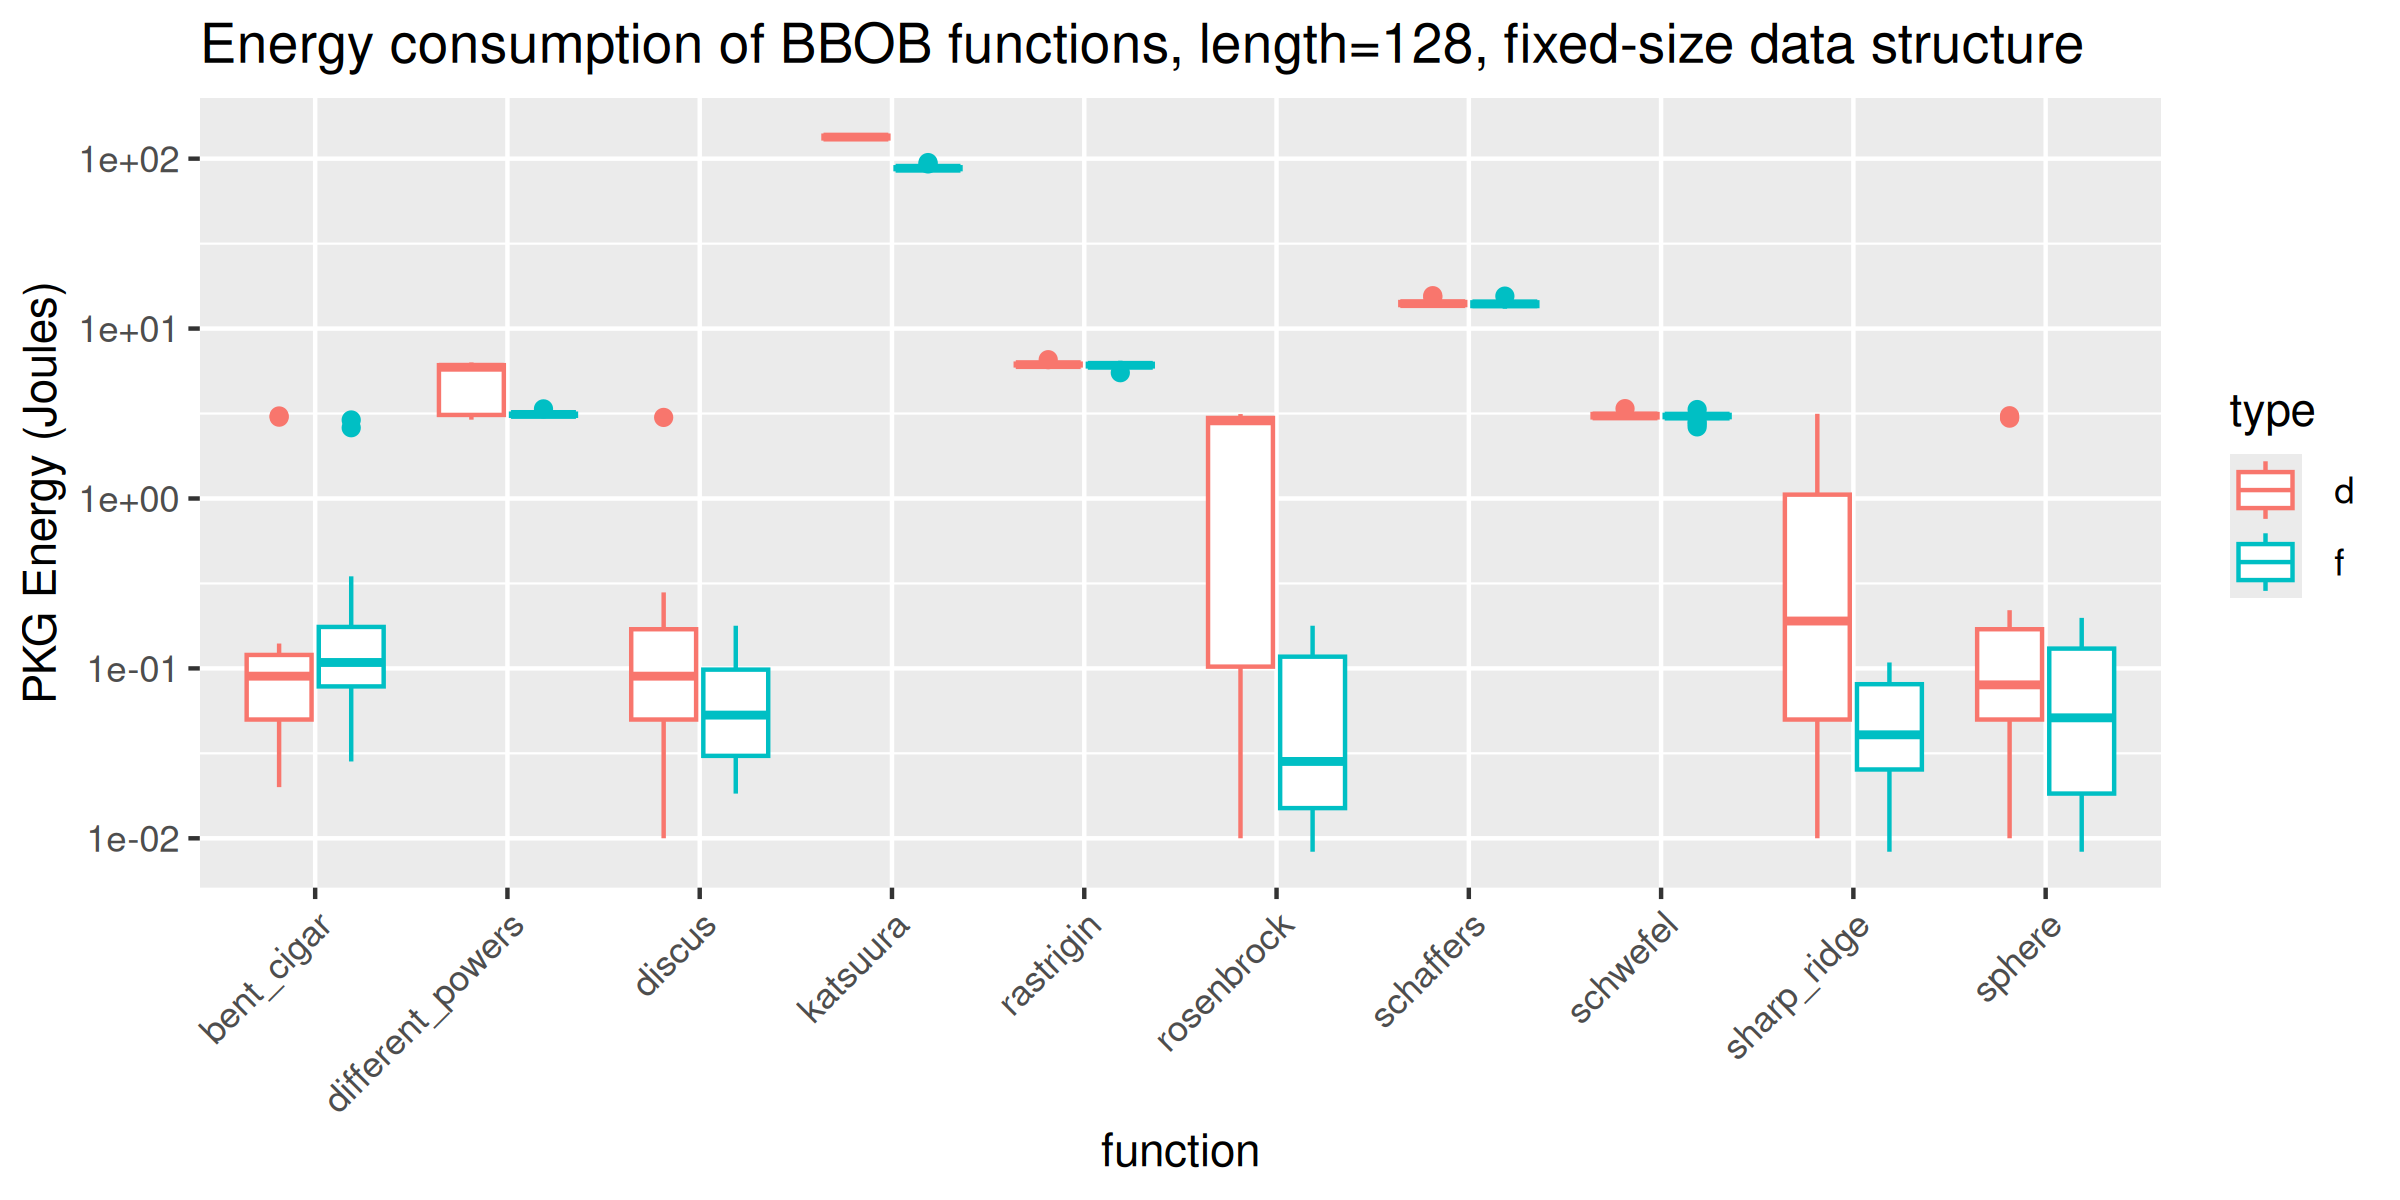 Energy consumption of BBOB functions, length=128, fixed-size data structure
PKG Energy (Joules)
1e+02
1e+01
1e+00
1e-01
1e-02
bent_cigar
different_powers
discus
katsuura
rastrigin
rosenbrock
schaffers
schwefel
sharp_ridge
sphere
function
type
d
f